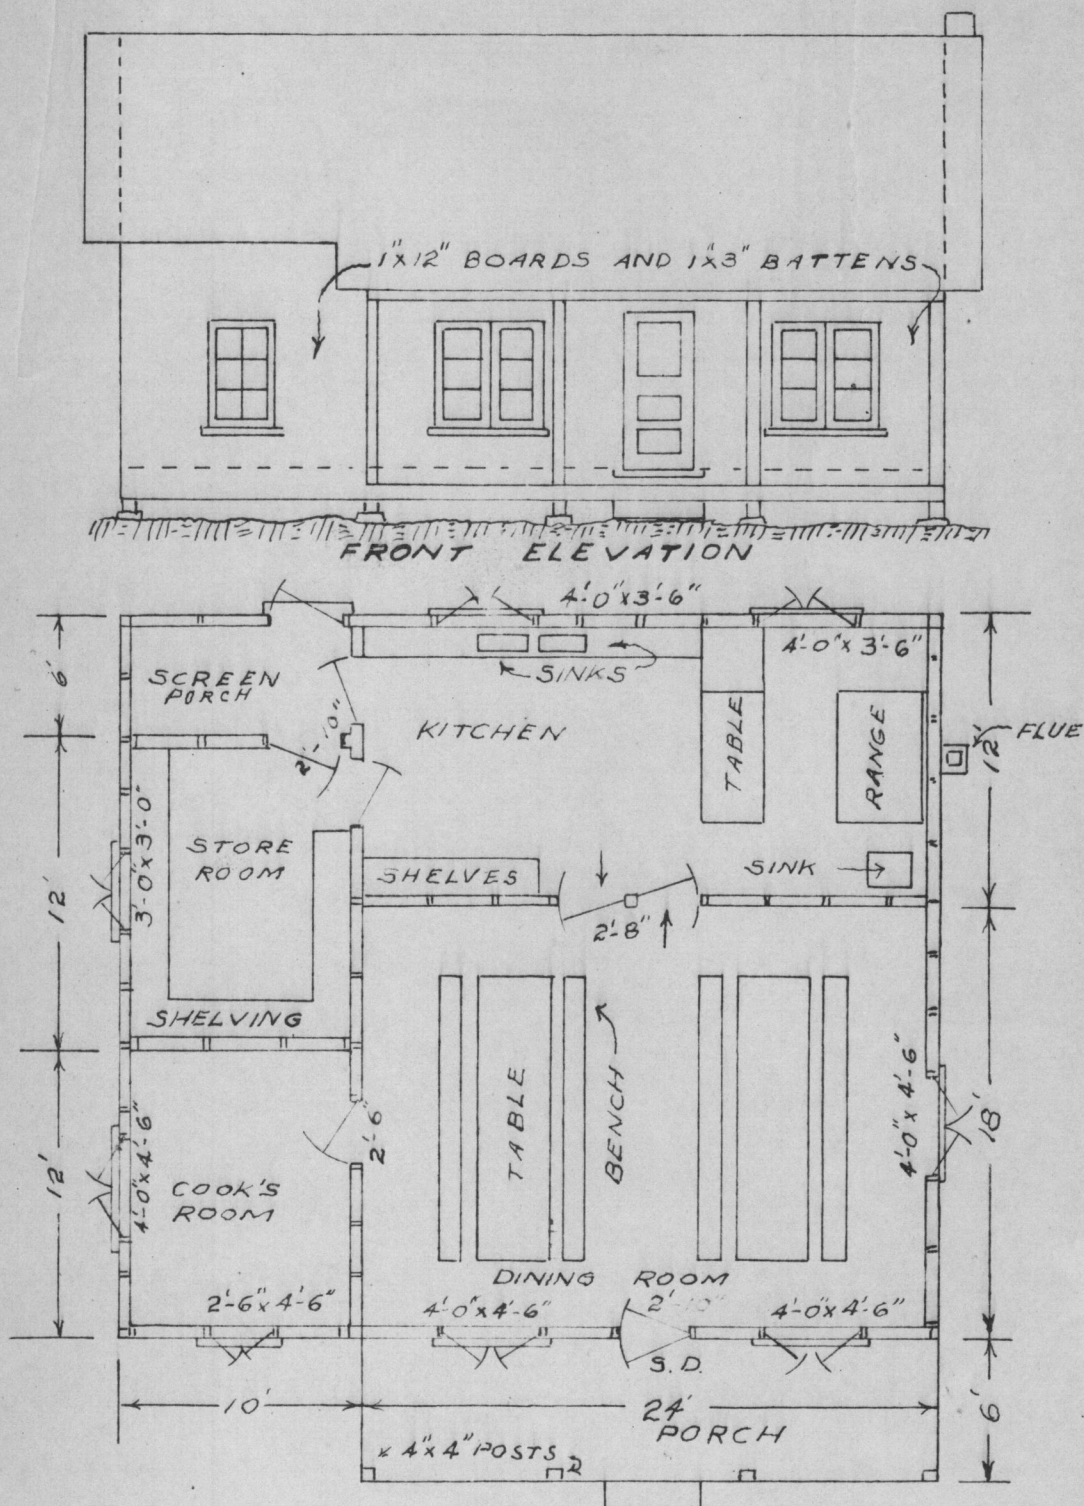 1"X12" BOARDS AND 1"X3" BATTENS
FRONT ELEVATION
4'-0"X3'-6"
4'-0"X 3'-6"
6'
SCREEN
PORCH
SINKS
KITCHEN
2'-10"
TABLE
RANGE
12'
FLUE
12'
3'-0"X3'-0"
STORE
ROOM
SHELVES
SINK
2'-8"
SHELVING
TABLE
BENCH
4'-0"X 4'-6"
18'
12'
4'-0"X4'-6"
COOK'S
ROOM
2'-6"
DINING ROOM
2'-6"X4'-6"
4'-0"X4'-6"
2'-10"
4'-0"X4'-6"
S.D.
10'
24'
PORCH
6'
4"X4" POSTS